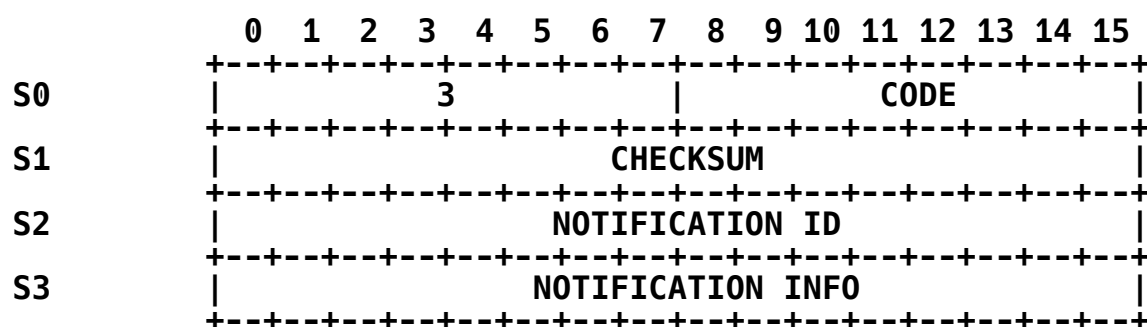 0 1 2 3 4 5 6 7 8 9 10 11 12 13 14 15
+--+--+--+--+--+--+--+--+--+--+--+--+--+--+--+--+
S0 | 3 | CODE |
+--+--+--+--+--+--+--+--+--+--+--+--+--+--+--+--+
S1 | CHECKSUM |
+--+--+--+--+--+--+--+--+--+--+--+--+--+--+--+--+
S2 | NOTIFICATION ID |
+--+--+--+--+--+--+--+--+--+--+--+--+--+--+--+--+
S3 | NOTIFICATION INFO |
+--+--+--+--+--+--+--+--+--+--+--+--+--+--+--+--+